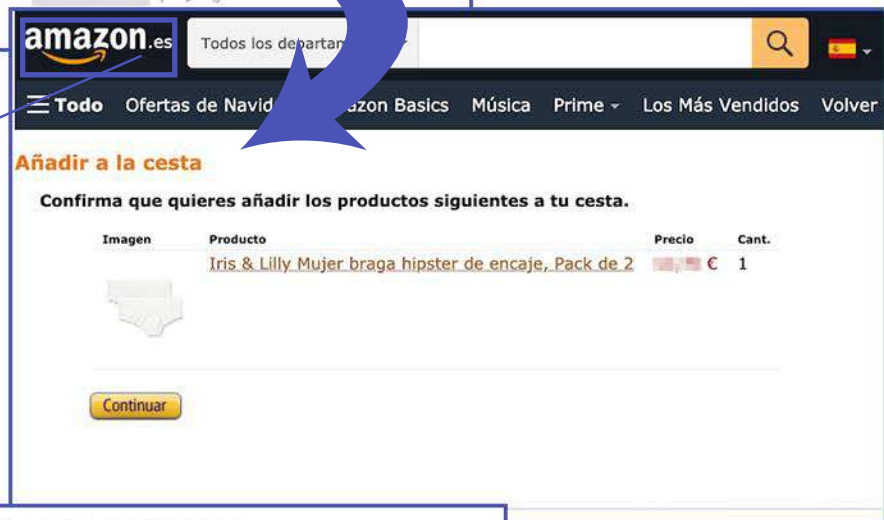 amazon.es
Todos los departam
Todo Ofertas de Navid zon Basics Música Prime Los Más Vendidos Volver
Añadir a la cesta
Confirma que quieres añadir los productos siguientes a tu cesta.
Imagen Producto Precio Cant.
Iris & Lilly Mujer braga hipster de encaje, Pack de 2 € 1
Continuar